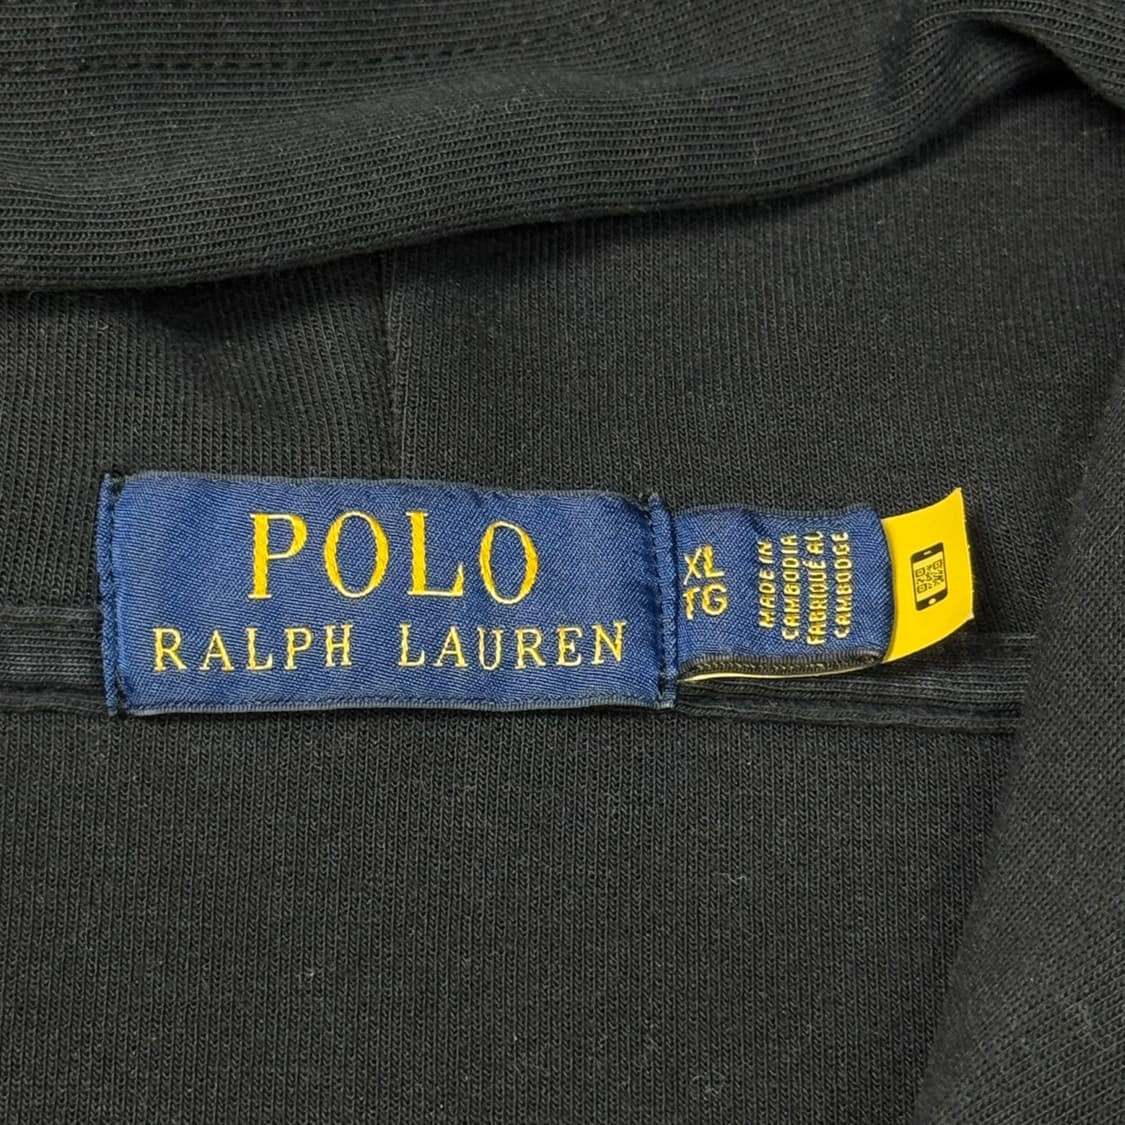 POLO
RALPH LAUREN
XL
TG
MADE IN
CAMBODIA
FABRIQUÉ AU
CAMBODGE